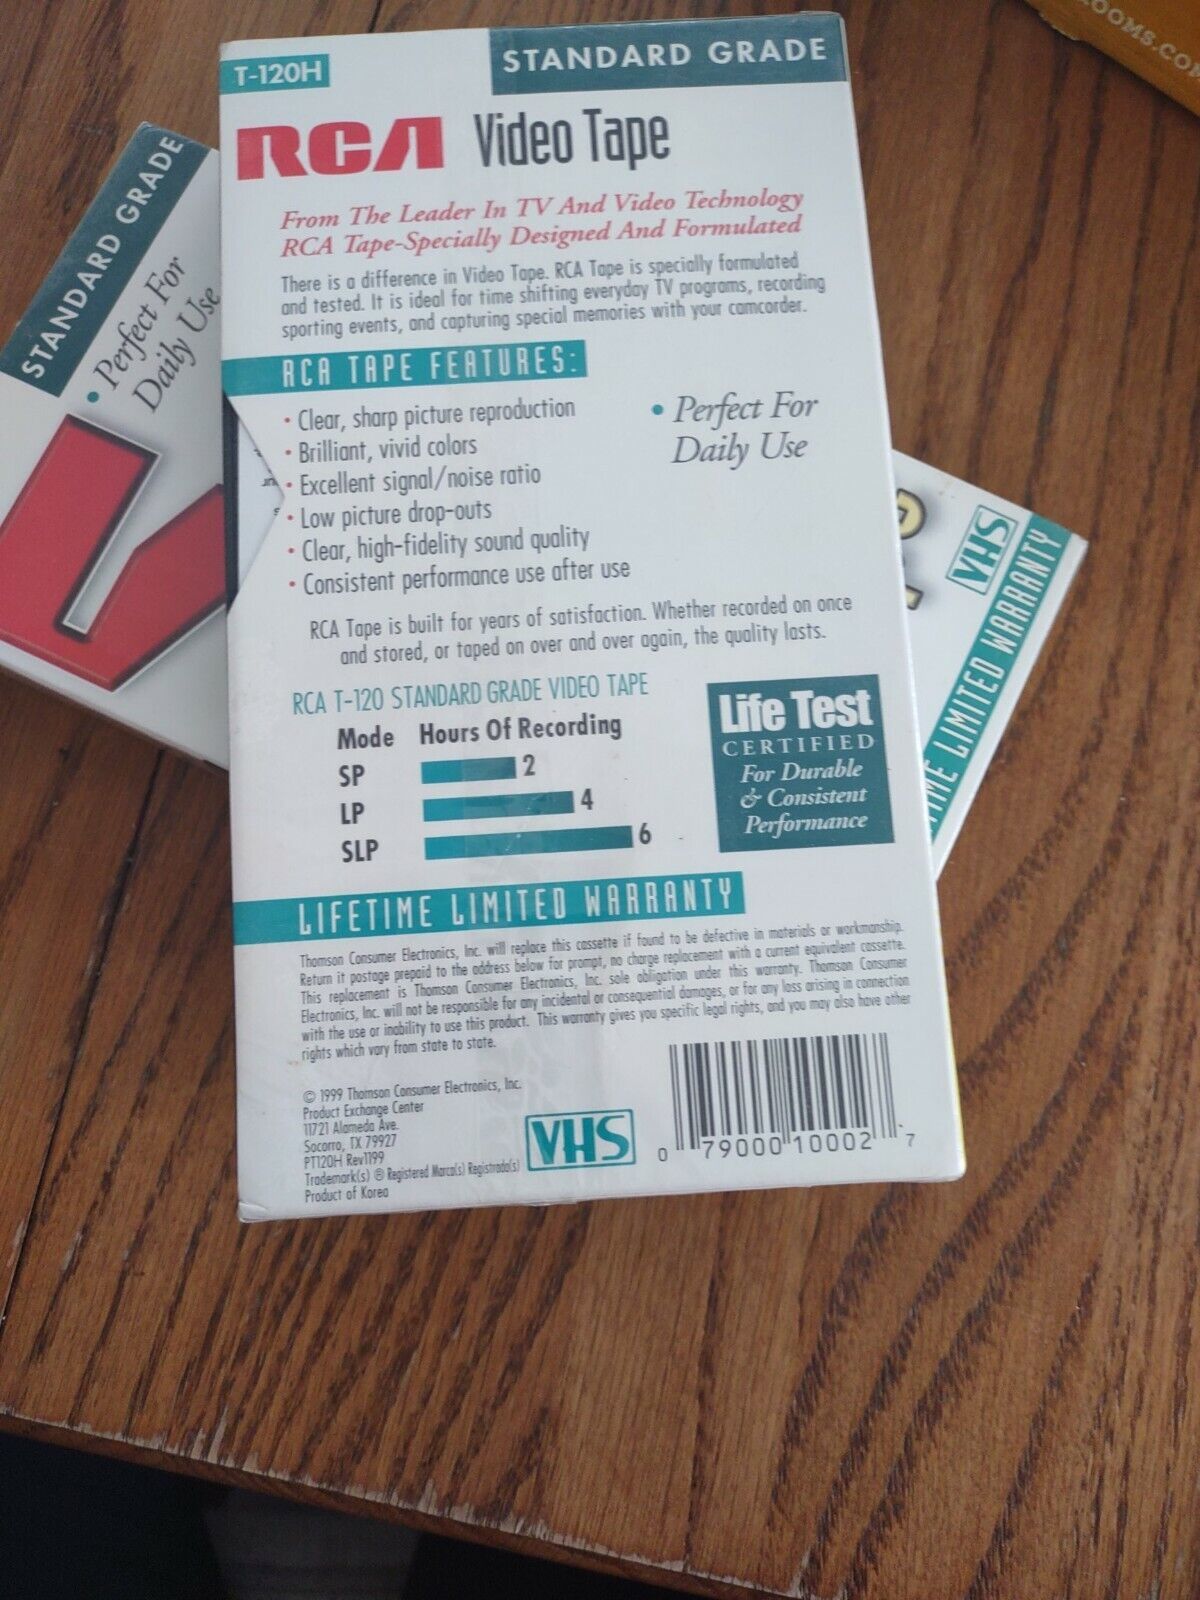 T-120H
STANDARD GRADE
RCA Video Tape
From The Leader In TV And Video Technology
RCA Tape-Specially Designed And Formulated
There is a difference in Video Tape. RCA Tape is specially formulated
and tested. It is ideal for time shifting everyday TV programs, recording
sporting events, and capturing special memories with your camcorder.
RCA TAPE FEATURES:
• Clear, sharp picture reproduction
• Brilliant, vivid colors
• Excellent signal/noise ratio
• Low picture drop-outs
• Clear, high-fidelity sound quality
• Consistent performance use after use
• Perfect For
Daily Use
RCA Tape is built for years of satisfaction. Whether recorded on once
and stored, or taped on over and over again, the quality lasts.
RCA T-120 STANDARD GRADE VIDEO TAPE
Mode Hours Of Recording
SP 2
LP 4
SLP 6
Life Test
CERTIFIED
For Durable
& Consistent
Performance
LIFETIME LIMITED WARRANTY
Thomson Consumer Electronics, Inc. will replace this cassette if found to be defective in materials or workmanship.
Return it postage prepaid to the address below for prompt, no charge replacement with a current equivalent cassette.
This replacement is Thomson Consumer Electronics, Inc. sole obligation under this warranty. Thomson Consumer
Electronics, Inc. will not be responsible for any incidental or consequential damages, or for any loss arising in connection
with the use or inability to use this product. This warranty gives you specific legal rights, and you may also have other
rights which vary from state to state.
© 1999 Thomson Consumer Electronics, Inc.
Product Exchange Center
11721 Alameda Ave.
Socorro, TX 79927
PT120H Rev1199
Trademark(s) ® Registered Marca(s) Registrada(s)
Product of Korea
VHS
0 79000 10002 7
STANDARD GRADE
• Perfect For
Daily Use
VHS
TIME LIMITED WARRANTY
ROOMS.CO